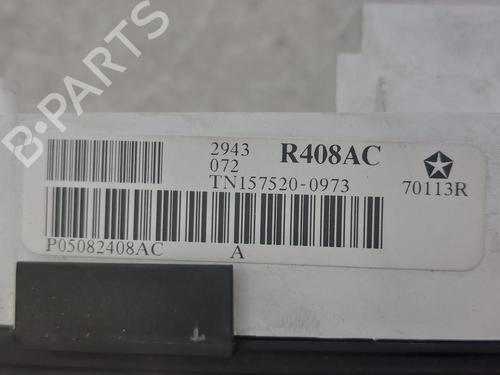 B·PARTS
2943 R408AC
072
TN157520-0973 70113R
P05082408AC A